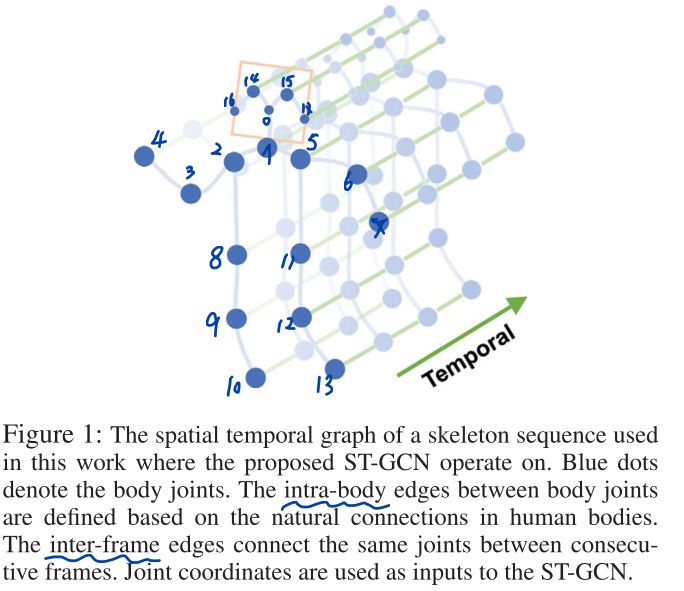 14
15
16
0
4
2
1
5
3
6
7
8
11
9
12
10
13
Temporal
Figure 1: The spatial temporal graph of a skeleton sequence used
in this work where the proposed ST-GCN operate on. Blue dots
denote the body joints. The intra-body edges between body joints
are defined based on the natural connections in human bodies.
The inter-frame edges connect the same joints between consecu-
tive frames. Joint coordinates are used as inputs to the ST-GCN.